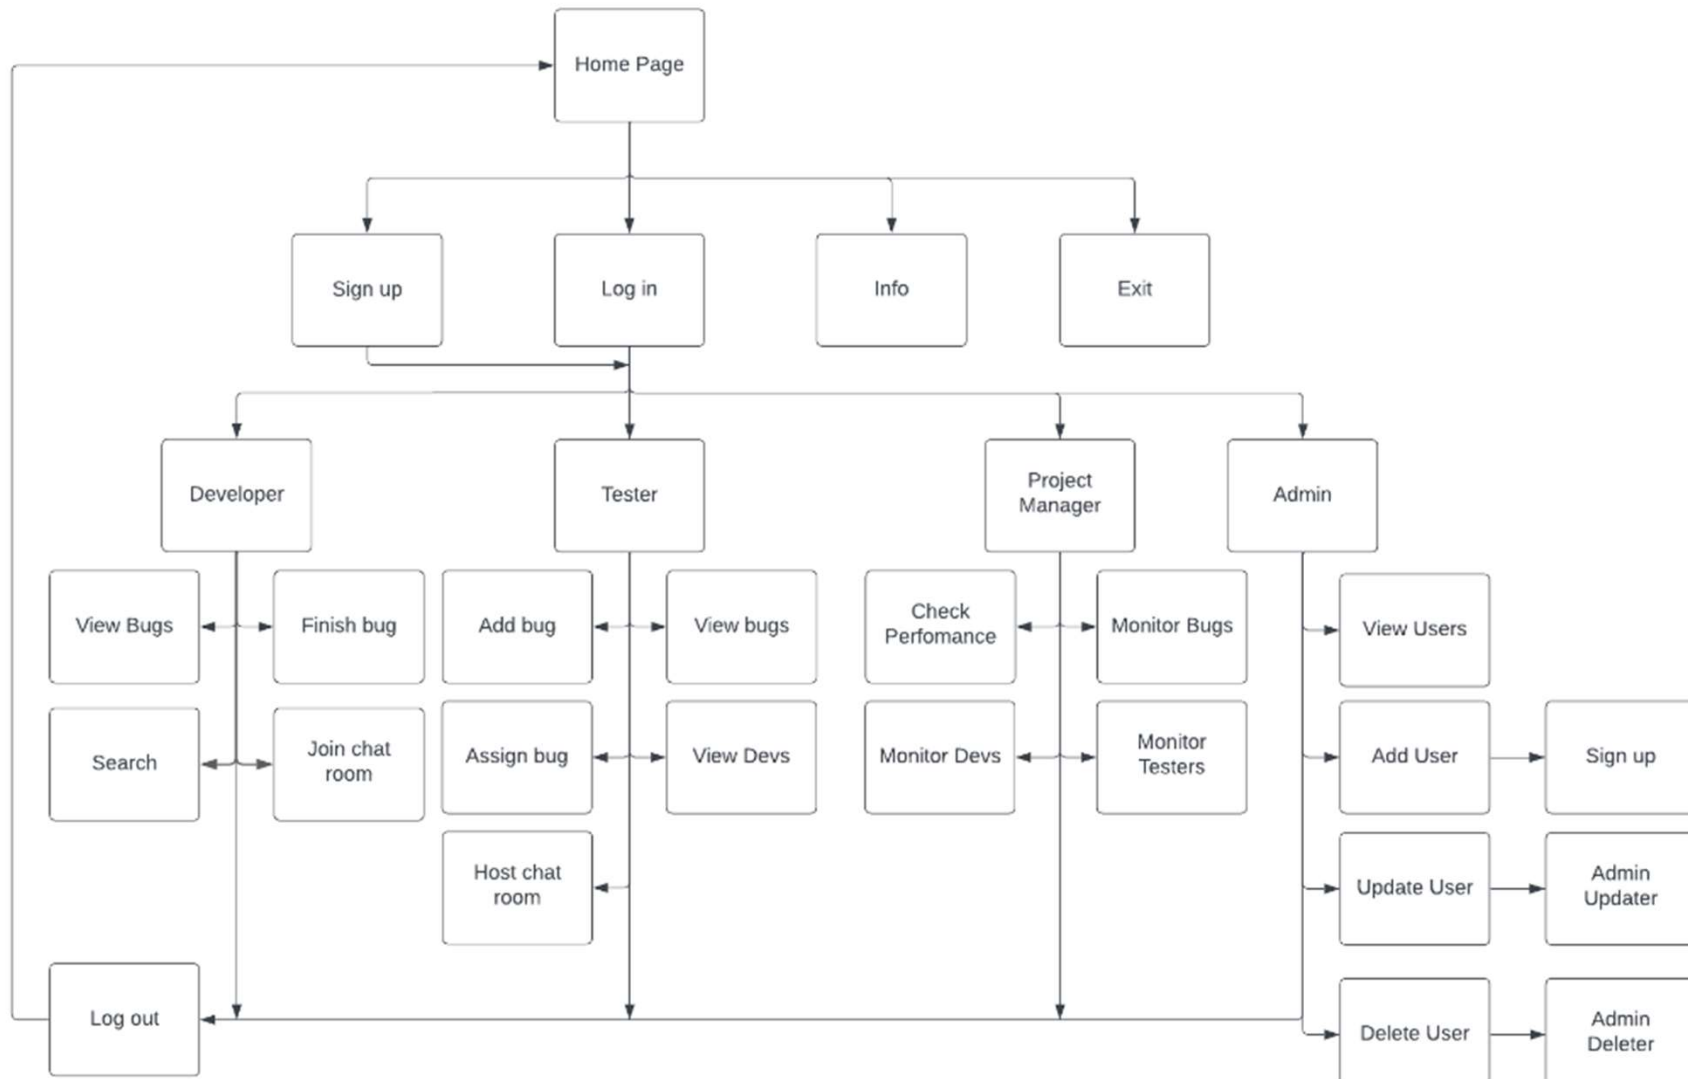 Home Page
Sign up
Log in
Info
Exit
Developer
Tester
Project
Manager
Admin
View Bugs
Finish bug
Add bug
View bugs
Check
Perfomance
Monitor Bugs
View Users
Search
Join chat
room
Assign bug
View Devs
Monitor Devs
Monitor
Testers
Add User
Sign up
Host chat
room
Update User
Admin
Updater
Log out
Delete User
Admin
Deleter